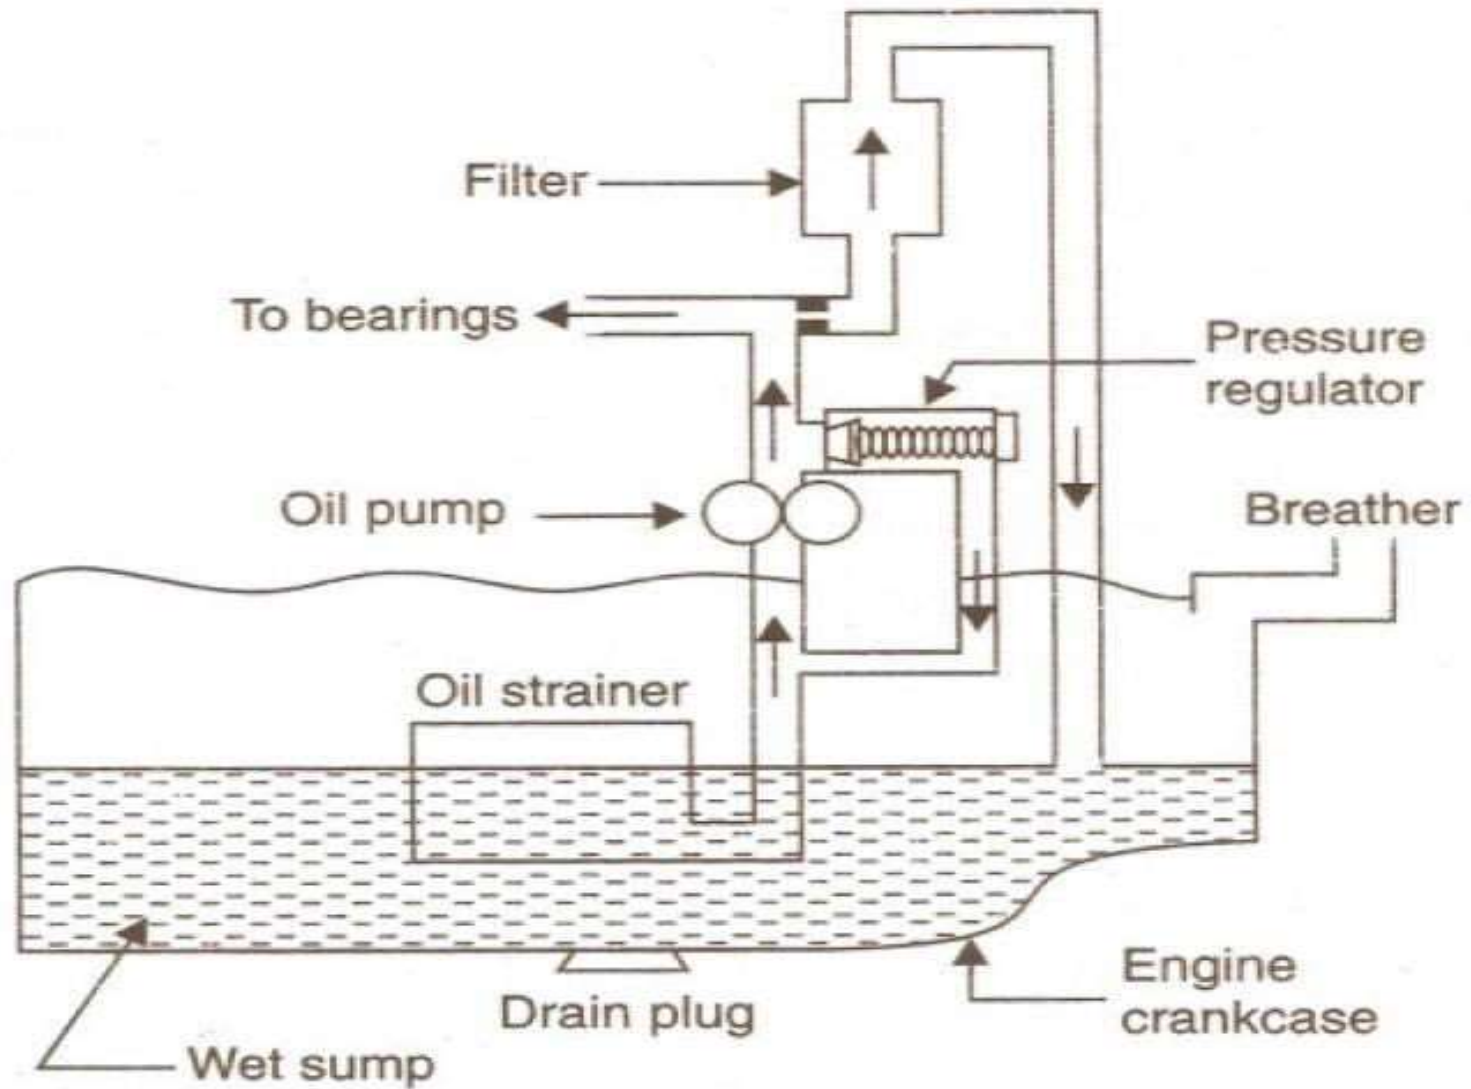 Filter
To bearings
Pressure
regulator
Oil pump
Breather
Oil strainer
Engine
crankcase
Drain plug
Wet sump